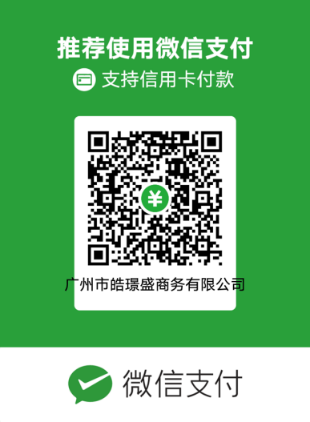 推荐使用微信支付
支持信用卡付款
广州市皓璟盛商务有限公司
微信支付